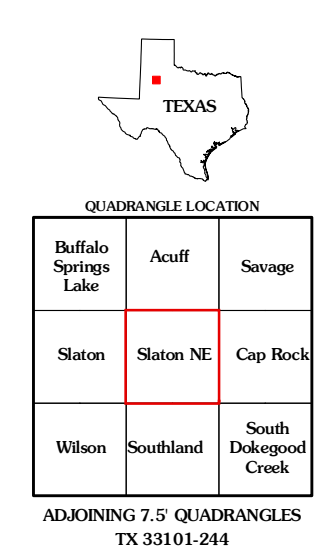 TEXAS
QUADRANGLE LOCATION
Buffalo
Springs
Lake
Acuff
Savage
Slaton
Slaton NE
Cap Rock
Wilson
Southland
South
Dokegood
Creek
ADJOINING 7.5' QUADRANGLES
TX 33101-244